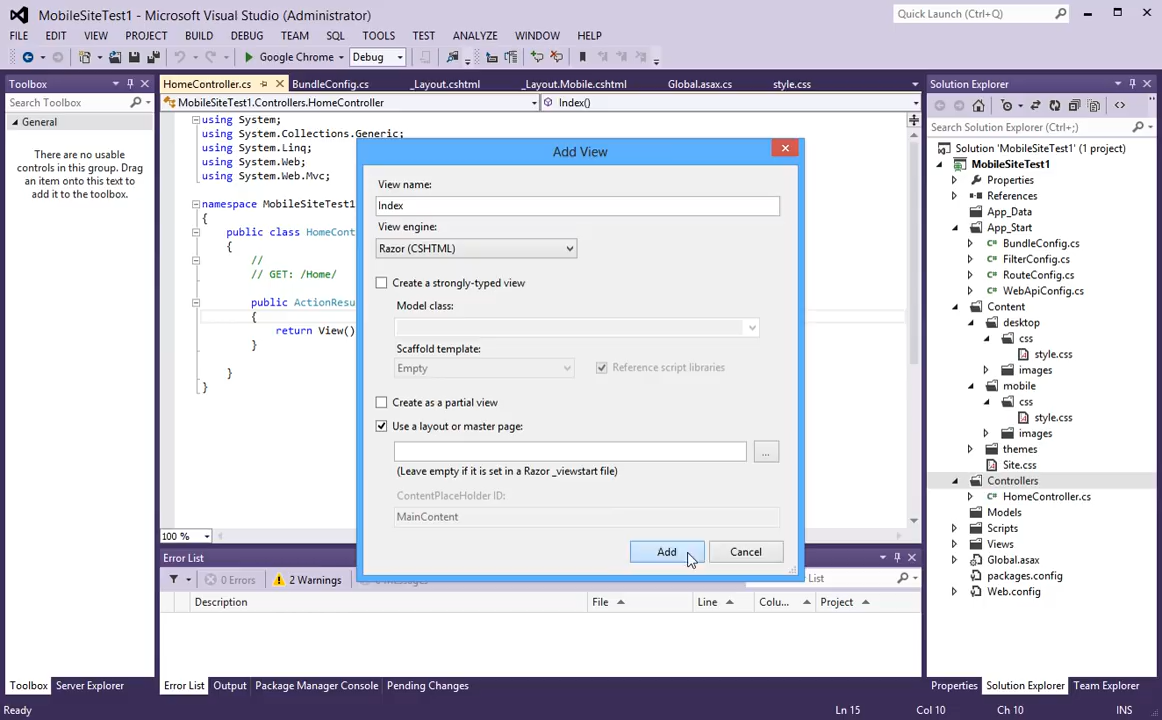 MobileSiteTest1 - Microsoft Visual Studio (Administrator)
Quick Launch (Ctrl+Q)
FILE EDIT VIEW PROJECT BUILD DEBUG TEAM SQL TOOLS TEST ANALYZE WINDOW HELP
Google Chrome Debug
Toolbox
Search Toolbox
General
There are no usable
controls in this group. Drag
an item onto this text to
add it to the toolbox.
HomeController.cs BundleConfig.cs _Layout.cshtml _Layout.Mobile.cshtml Global.asax.cs style.css
MobileSiteTest1.Controllers.HomeController Index()
using System;
using System.Collections.Generic;
using System.Linq;
using System.Web;
using System.Web.Mvc;
namespace MobileSiteTest1
{
public class HomeCont
{
//
// GET: /Home/
public ActionResu
{
return View()
}
}
}
100 %
Add View
View name:
Index
View engine:
Razor (CSHTML)
Create a strongly-typed view
Model class:
Scaffold template:
Empty Reference script libraries
Create as a partial view
Use a layout or master page:
...
(Leave empty if it is set in a Razor _viewstart file)
ContentPlaceHolder ID:
MainContent
Add Cancel
Error List
0 Errors 2 Warnings List
Description File Line Colu... Project
Solution Explorer
Search Solution Explorer (Ctrl+;)
Solution 'MobileSiteTest1' (1 project)
MobileSiteTest1
Properties
References
App_Data
App_Start
BundleConfig.cs
FilterConfig.cs
RouteConfig.cs
WebApiConfig.cs
Content
desktop
css
style.css
images
mobile
css
style.css
images
themes
Site.css
Controllers
HomeController.cs
Models
Scripts
Views
Global.asax
packages.config
Web.config
Toolbox Server Explorer Error List Output Package Manager Console Pending Changes Properties Solution Explorer Team Explorer
Ready Ln 15 Col 10 Ch 10 INS